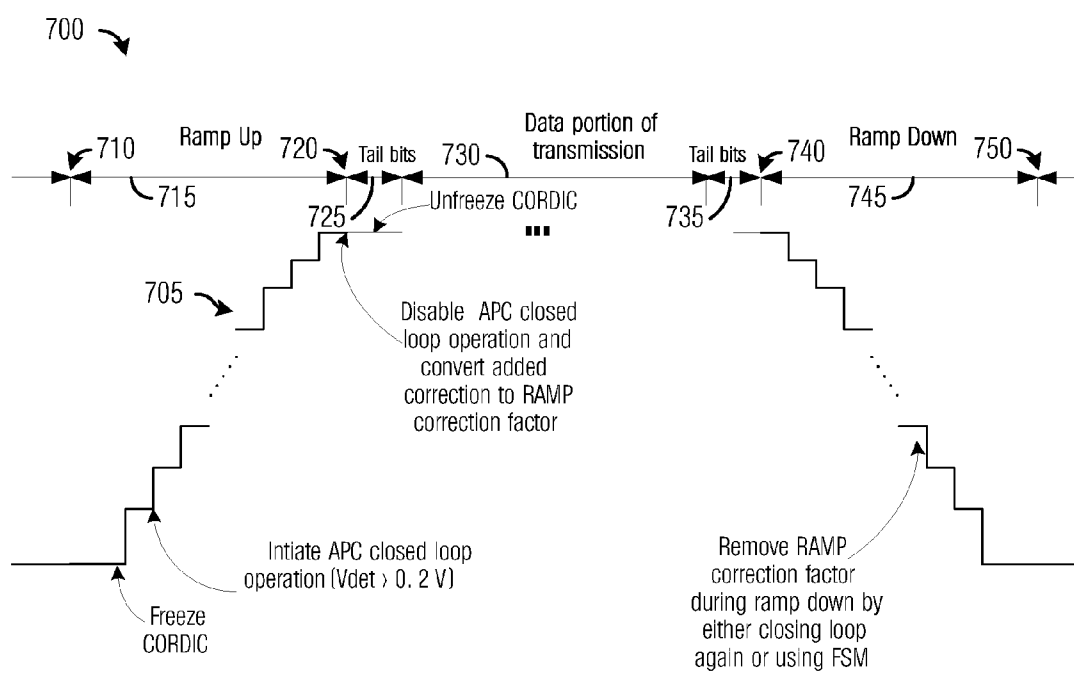 700
710
Ramp Up
720
Tail bits
730
Data portion of
transmission
Tail bits
740
Ramp Down
750
715
725
Unfreeze CORDIC
735
745
705
Disable APC closed
loop operation and
convert added
correction to RAMP
correction factor
Intiate APC closed loop
operation (Vdet > 0. 2 V)
Freeze
CORDIC
Remove RAMP
correction factor
during ramp down by
either closing loop
again or using FSM